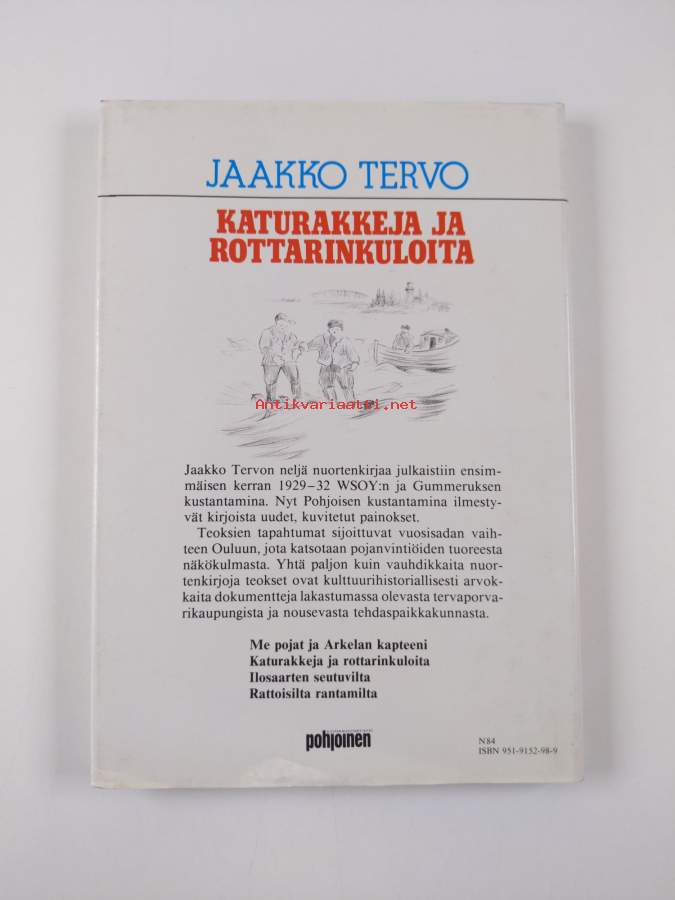 JAAKKO TERVO
KATURAKKEJA JA
ROTTARINKULOITA
Antikvariaatti.net
Jaakko Tervon neljä nuortenkirjaa julkaistiin ensim-
mäisen kerran 1929–32 WSOY:n ja Gummeruksen
kustantamina. Nyt Pohjoisen kustantamina ilmesty-
vät kirjoista uudet, kuvitetut painokset.
Teoksien tapahtumat sijoittuvat vuosisadan vaih-
teen Ouluun, jota katsotaan pojanvintiöiden tuoreesta
näkökulmasta. Yhtä paljon kuin vauhdikkaita nuor-
tenkirjoja teokset ovat kulttuurihistoriallisesti arvok-
kaita dokumentteja lakastumassa olevasta tervaporva-
rikaupungista ja nousevasta tehdaspaikkakunnasta.
Me pojat ja Arkelan kapteeni
Katurakkeja ja rottarinkuloita
Ilosaarten seutuvilta
Rattoisilta rantamilta
pohjoinen
N84
ISBN 951-9152-98-9